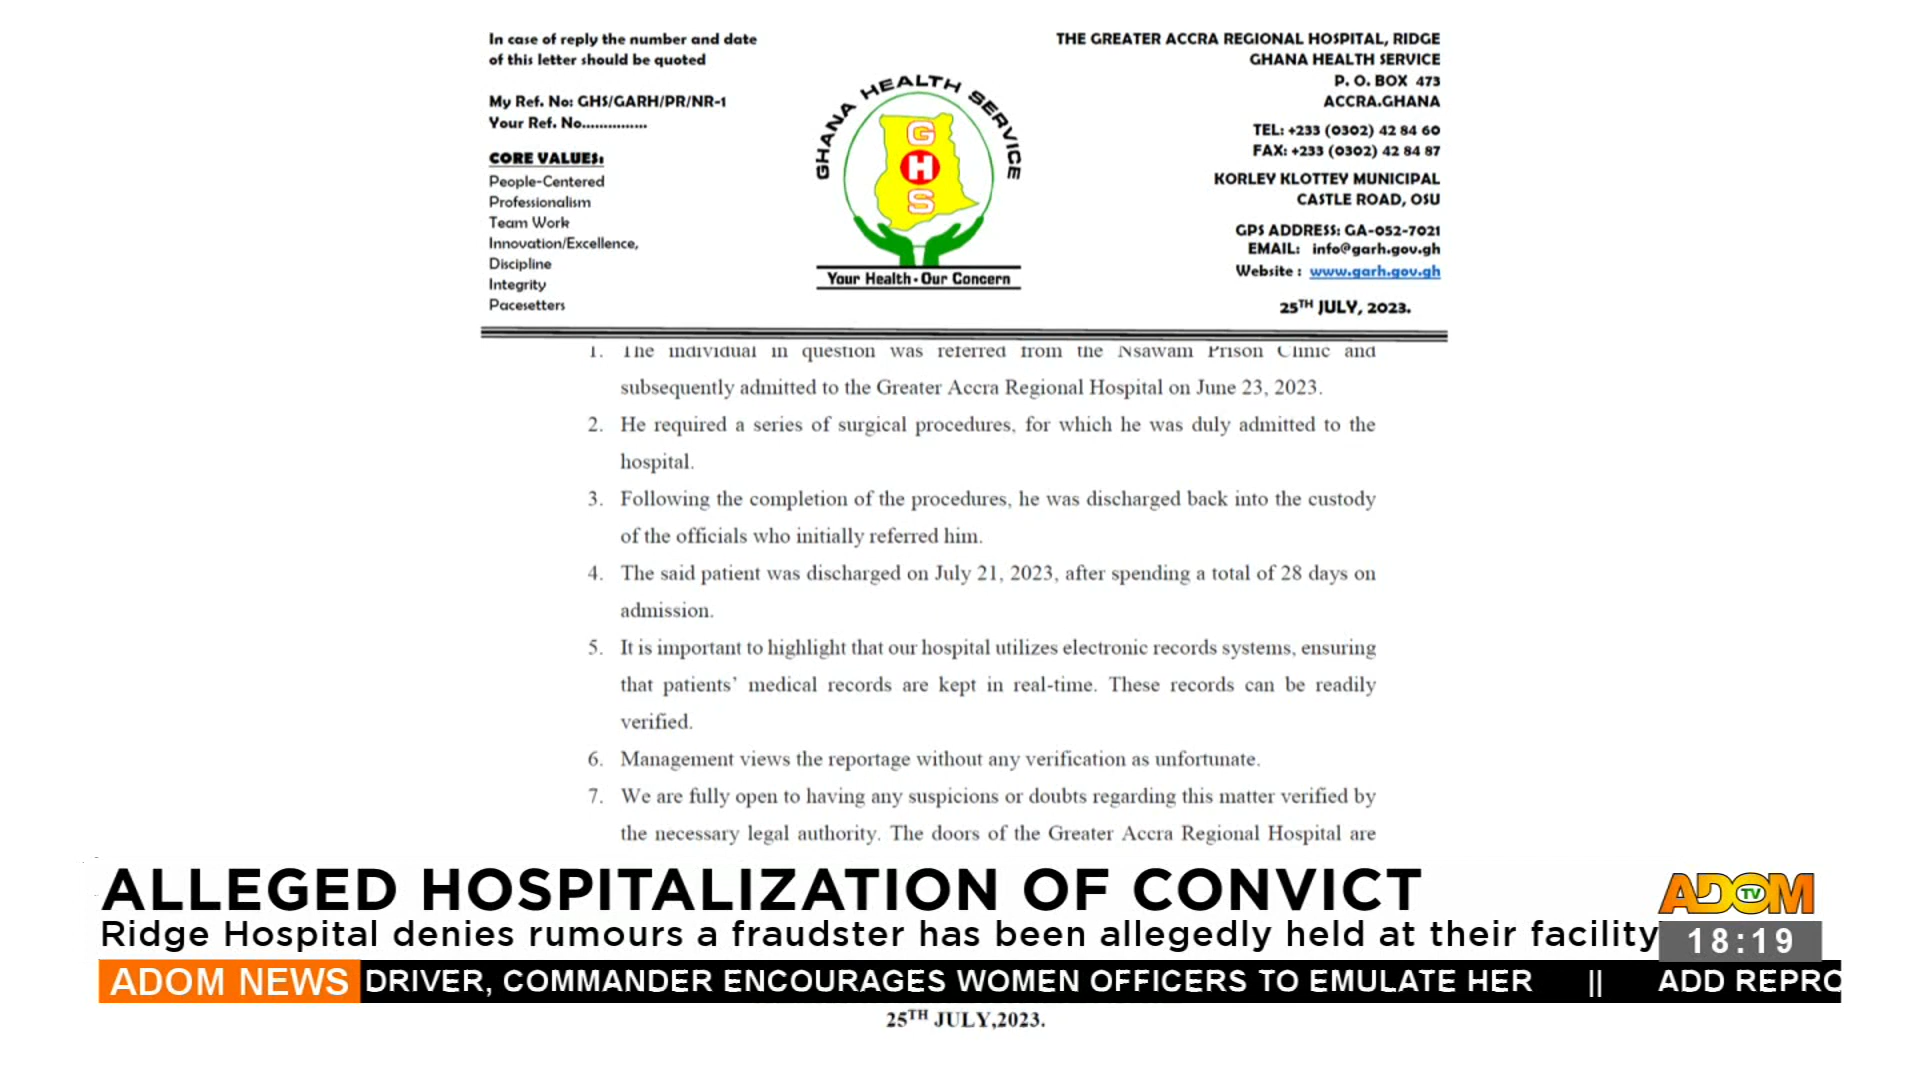 In case of reply the number and date
of this letter should be quoted
My Ref. No: GHS/GARH/PR/NR-1
Your Ref. No...............
CORE VALUES:
People-Centered
Professionalism
Team Work
Innovation/Excellence,
Discipline
Integrity
Pacesetters
GHANA HEALTH SERVICE
G
H
S
Your Health - Our Concern
THE GREATER ACCRA REGIONAL HOSPITAL, RIDGE
GHANA HEALTH SERVICE
P. O. BOX 473
ACCRA.GHANA
TEL: +233 (0302) 42 84 60
FAX: +233 (0302) 42 84 87
KORLEY KLOTTEY MUNICIPAL
CASTLE ROAD, OSU
GPS ADDRESS: GA-052-7021
EMAIL: info@garh.gov.gh
Website : www.garh.gov.gh
25TH JULY, 2023.
1. The individual in question was referred from the Nsawam Prison Clinic and
subsequently admitted to the Greater Accra Regional Hospital on June 23, 2023.
2. He required a series of surgical procedures, for which he was duly admitted to the
hospital.
3. Following the completion of the procedures, he was discharged back into the custody
of the officials who initially referred him.
4. The said patient was discharged on July 21, 2023, after spending a total of 28 days on
admission.
5. It is important to highlight that our hospital utilizes electronic records systems, ensuring
that patients’ medical records are kept in real-time. These records can be readily
verified.
6. Management views the reportage without any verification as unfortunate.
7. We are fully open to having any suspicions or doubts regarding this matter verified by
the necessary legal authority. The doors of the Greater Accra Regional Hospital are
ALLEGED HOSPITALIZATION OF CONVICT
Ridge Hospital denies rumours a fraudster has been allegedly held at their facility
ADOM TV
18:19
ADOM NEWS DRIVER, COMMANDER ENCOURAGES WOMEN OFFICERS TO EMULATE HER || ADD REPRO
25TH JULY,2023.